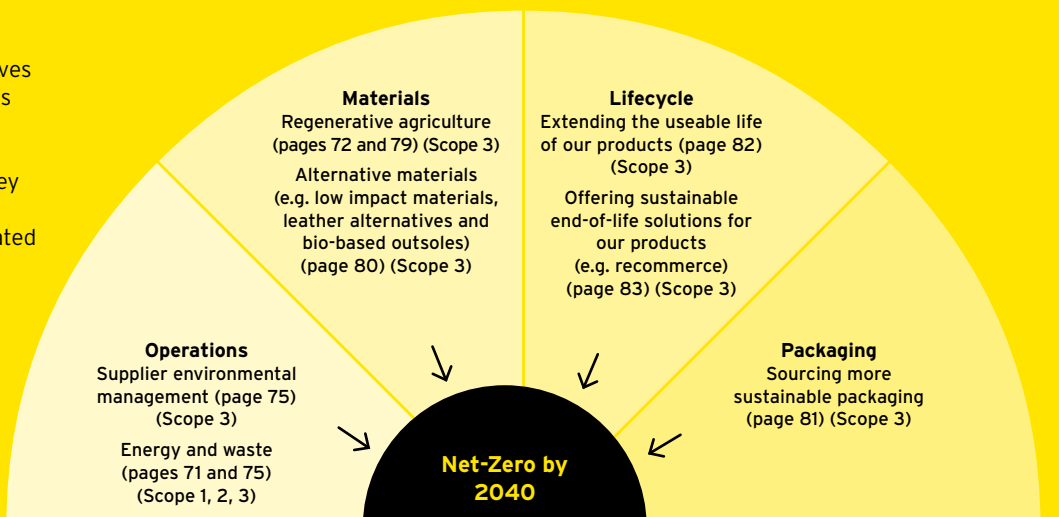 Materials
Regenerative agriculture
(pages 72 and 79) (Scope 3)
Alternative materials
(e.g. low impact materials,
leather alternatives and
bio-based outsoles)
(page 80) (Scope 3)
Lifecycle
Extending the useable life
of our products (page 82)
(Scope 3)
Offering sustainable
end-of-life solutions for
our products
(e.g. recommerce)
(page 83) (Scope 3)
Operations
Supplier environmental
management (page 75)
(Scope 3)
Energy and waste
(pages 71 and 75)
(Scope 1, 2, 3)
Packaging
Sourcing more
sustainable packaging
(page 81) (Scope 3)
Net-Zero by
2040